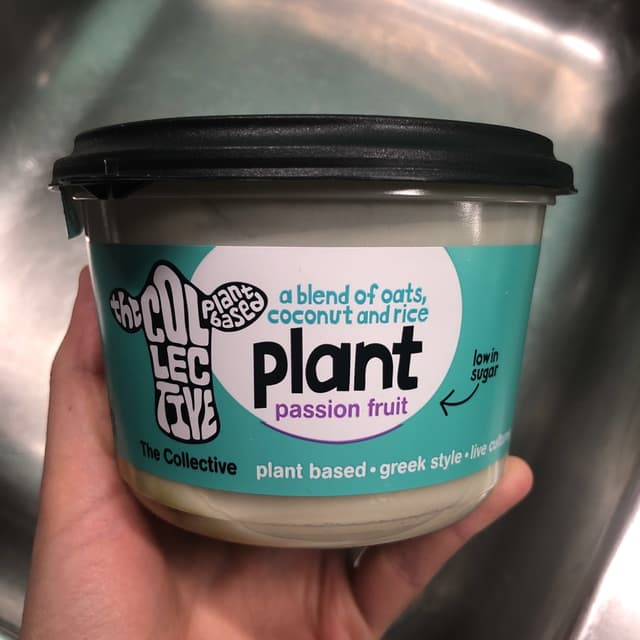 the
COL
LEC
TIVE
plant
based
a blend of oats,
coconut and rice
plant
passion fruit
low in
sugar
The Collective
plant based • greek style • live